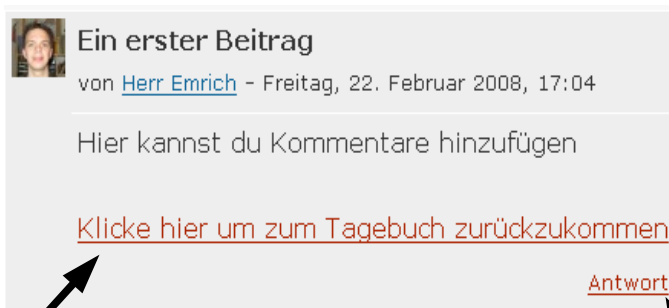 Ein erster Beitrag
von Herr Emrich - Freitag, 22. Februar 2008, 17:04
Hier kannst du Kommentare hinzufügen
Klicke hier um zum Tagebuch zurückzukommen
Antwort